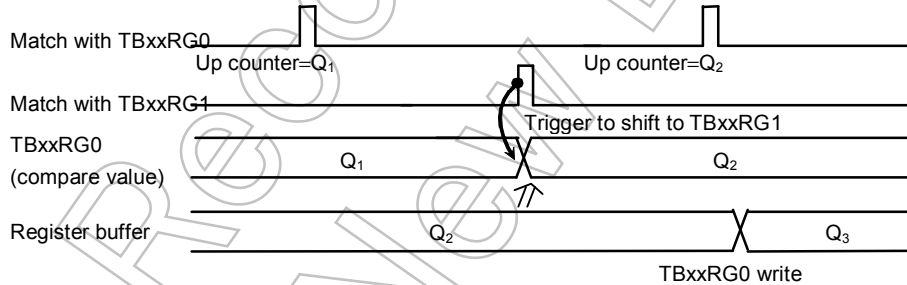 Match with TBxxRG0
Up counter=Q₁
Up counter=Q₂
Match with TBxxRG1
Trigger to shift to TBxxRG1
TBxxRG0
(compare value)
Q₁
Q₂
Register buffer
Q₂
Q₃
TBxxRG0 write